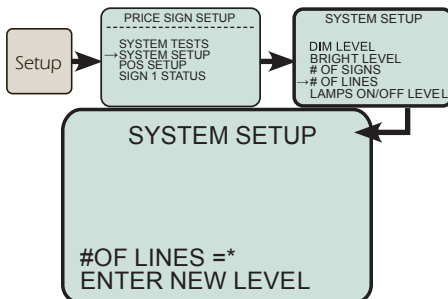 Setup
PRICE SIGN SETUP
SYSTEM TESTS
→SYSTEM SETUP
POS SETUP
SIGN 1 STATUS
SYSTEM SETUP
DIM LEVEL
BRIGHT LEVEL
# OF SIGNS
→# OF LINES
LAMPS ON/OFF LEVEL
SYSTEM SETUP
#OF LINES =*
ENTER NEW LEVEL